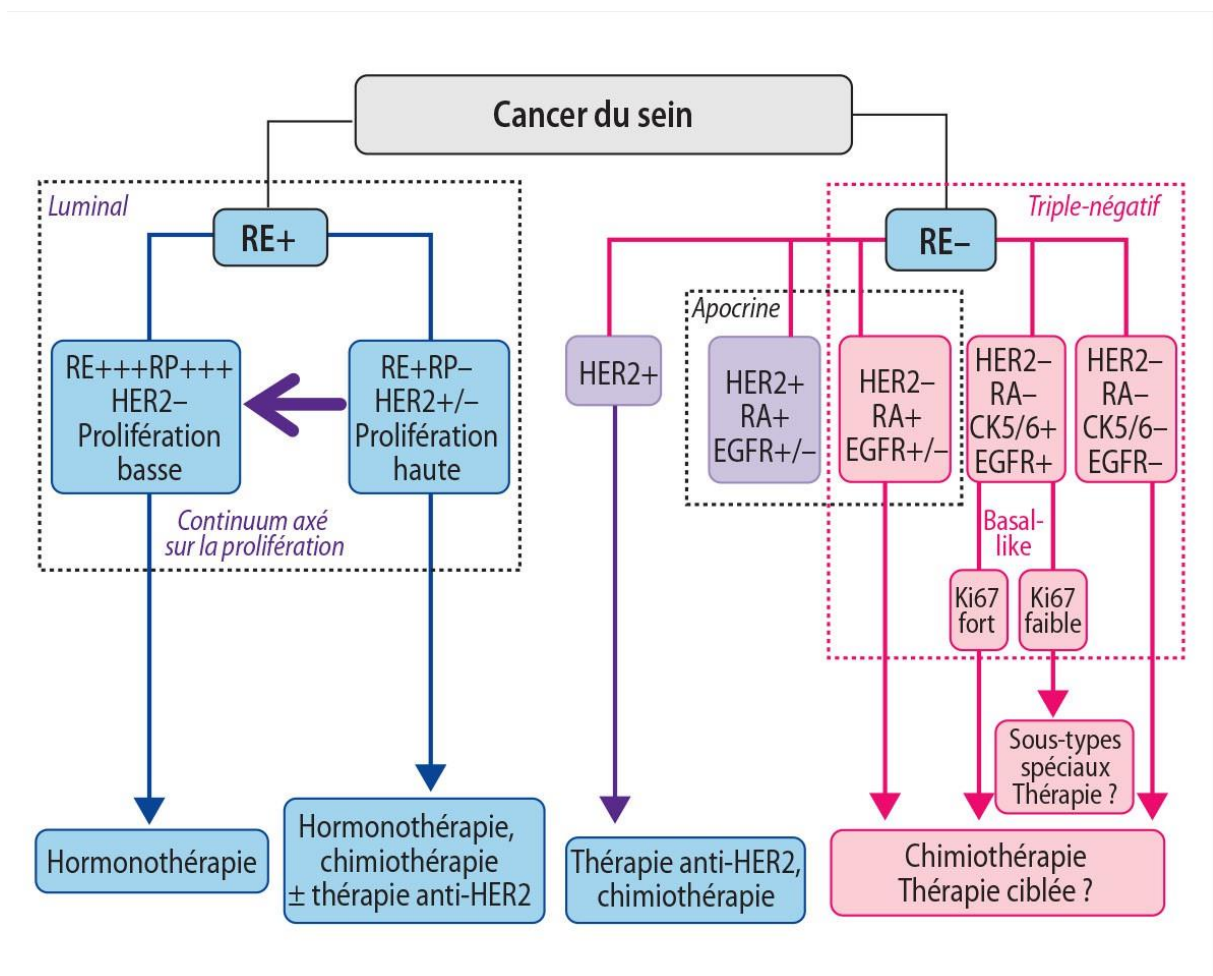 Cancer du sein
Luminal
RE+
RE+++RP+++
HER2–
Prolifération
basse
RE+RP–
HER2+/–
Prolifération
haute
Continuum axé
sur la prolifération
Triple-négatif
RE–
HER2+
Apocrine
HER2+
RA+
EGFR+/–
HER2–
RA+
EGFR+/–
HER2–
RA–
CK5/6+
EGFR+
HER2–
RA–
CK5/6–
EGFR–
Basal-
like
Ki67
fort
Ki67
faible
Sous-types
spéciaux
Thérapie ?
Hormonothérapie
Hormonothérapie,
chimiothérapie
± thérapie anti-HER2
Thérapie anti-HER2,
chimiothérapie
Chimiothérapie
Thérapie ciblée ?